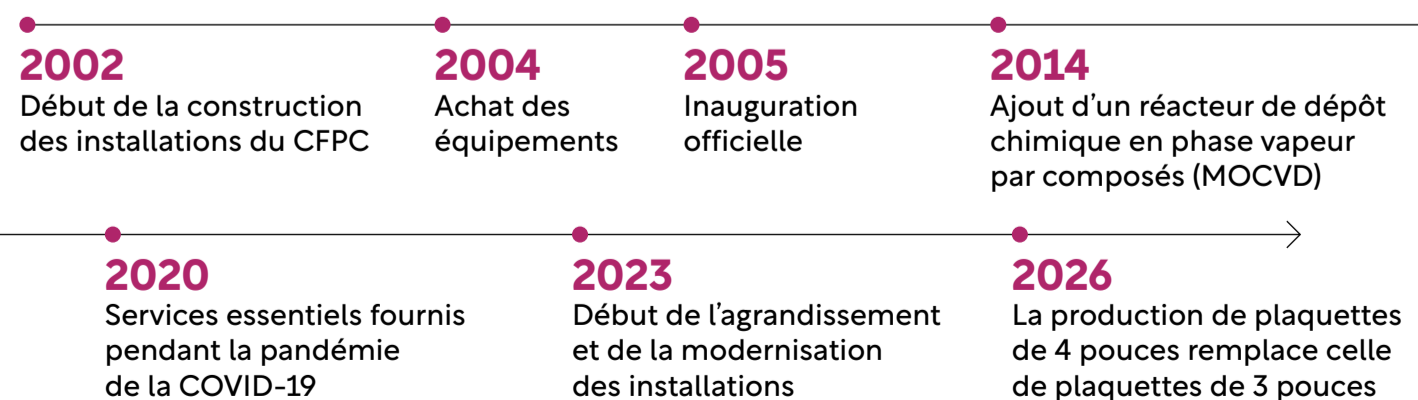 2002
Début de la construction
des installations du CFPC
2004
Achat des
équipements
2005
Inauguration
officielle
2014
Ajout d’un réacteur de dépôt
chimique en phase vapeur
par composés (MOCVD)
2020
Services essentiels fournis
pendant la pandémie
de la COVID-19
2023
Début de l’agrandissement
et de la modernisation
des installations
2026
La production de plaquettes
de 4 pouces remplace celle
de plaquettes de 3 pouces